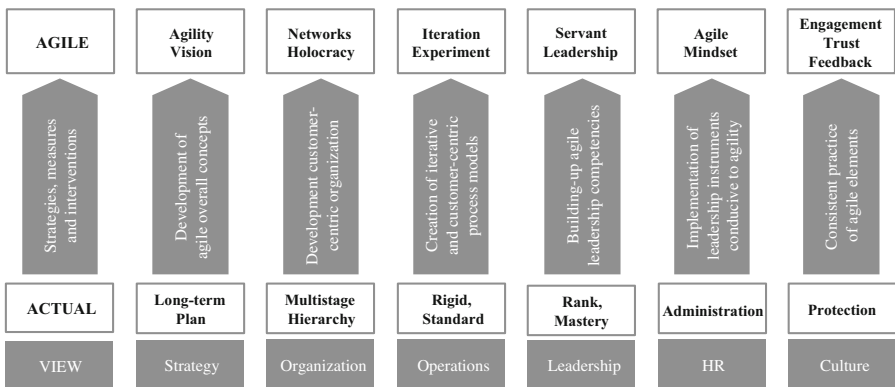 AGILE
Agility
Vision
Networks
Holocracy
Iteration
Experiment
Servant
Leadership
Agile
Mindset
Engagement
Trust
Feedback
Strategies, measures
and interventions
Development of
agile overall concepts
Development customer-
centric organization
Creation of iterative
and customer-centric
process models
Building-up agile
leadership competencies
Implementation of
leadership instruments
conducive to agility
Consistent practice
of agile elements
ACTUAL
Long-term
Plan
Multistage
Hierarchy
Rigid,
Standard
Rank,
Mastery
Administration
Protection
VIEW
Strategy
Organization
Operations
Leadership
HR
Culture